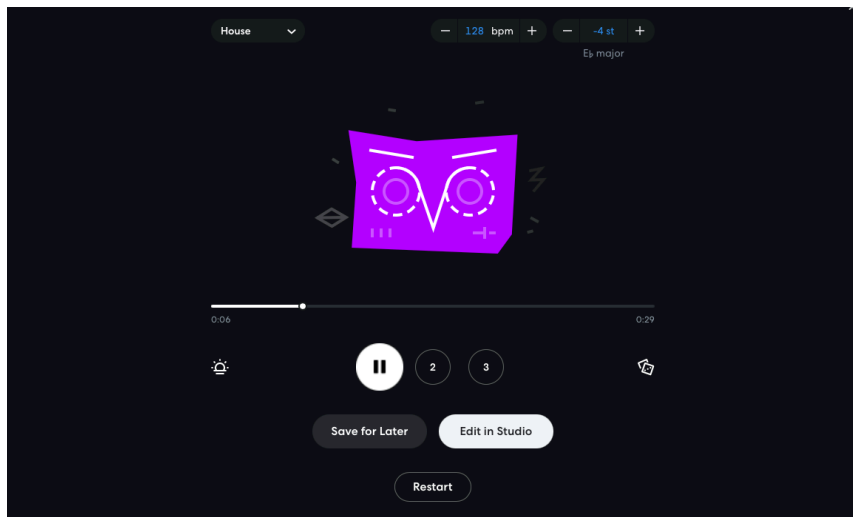 House
128 bpm
-4 st
E♭ major
0:06
0:29
2
3
Save for Later
Edit in Studio
Restart